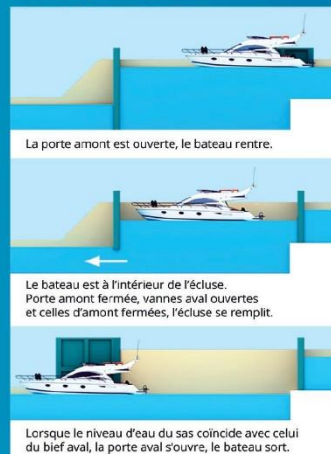 La porte amont est ouverte, le bateau rentre.
Le bateau est à l'intérieur de l'écluse.
Porte amont fermée, vannes aval ouvertes
et celles d'amont fermées, l'écluse se remplit.
Lorsque le niveau d'eau du sas coïncide avec celui
du bief aval, la porte aval s'ouvre, le bateau sort.